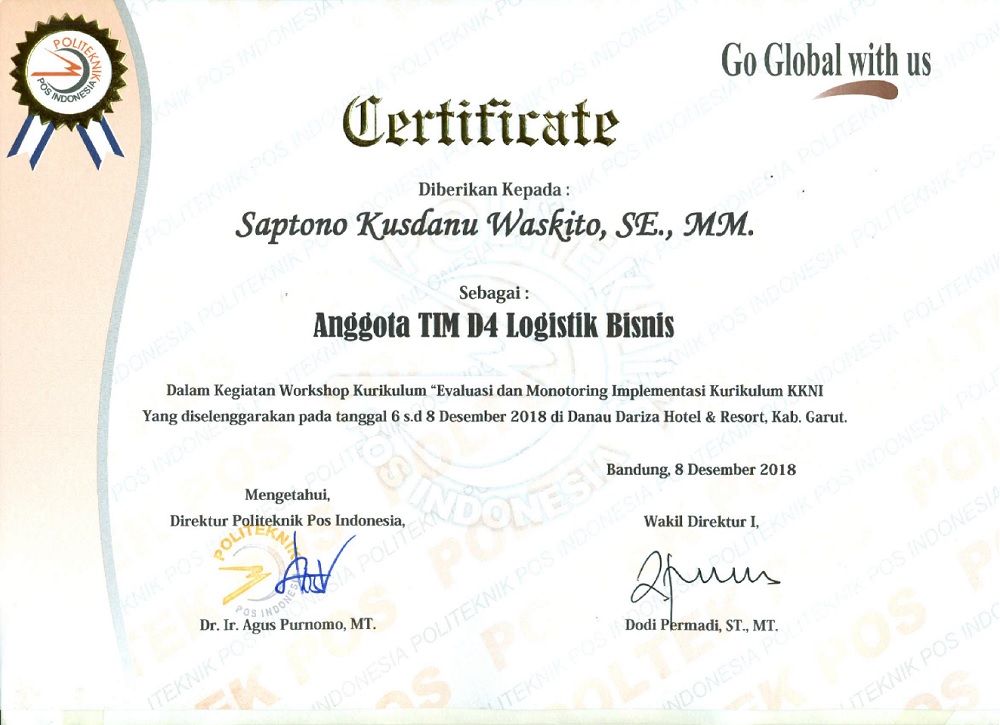 POLITEKNIK
POS INDONESIA
Go Global with us
Certificate
Diberikan Kepada :
Saptono Kusdanu Waskito, SE., MM.
Sebagai :
Anggota TIM D4 Logistik Bisnis
Dalam Kegiatan Workshop Kurikulum “Evaluasi dan Monotoring Implementasi Kurikulum KKNI
Yang diselenggarakan pada tanggal 6 s.d 8 Desember 2018 di Danau Dariza Hotel & Resort, Kab. Garut.
Bandung, 8 Desember 2018
Mengetahui,
Direktur Politeknik Pos Indonesia,
Wakil Direktur I,
POLITEKNIK
POS INDONESIA
Dr. Ir. Agus Purnomo, MT.
Dodi Permadi, ST., MT.